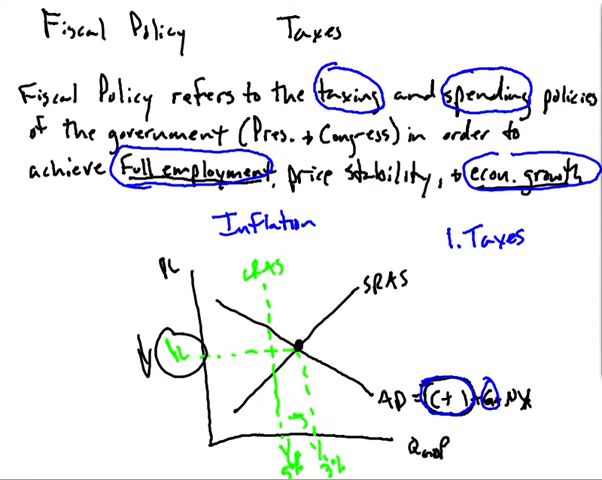 Fiscal Policy Taxes
Fiscal Policy refers to the taxing and spending policies
of the government (Pres. + Congress) in order to
achieve full employment, price stability, + econ. growth
Inflation
1. Taxes
PL
LRAS
SRAS
PL
AD = (C + I + G + NX
Y
5%
3%